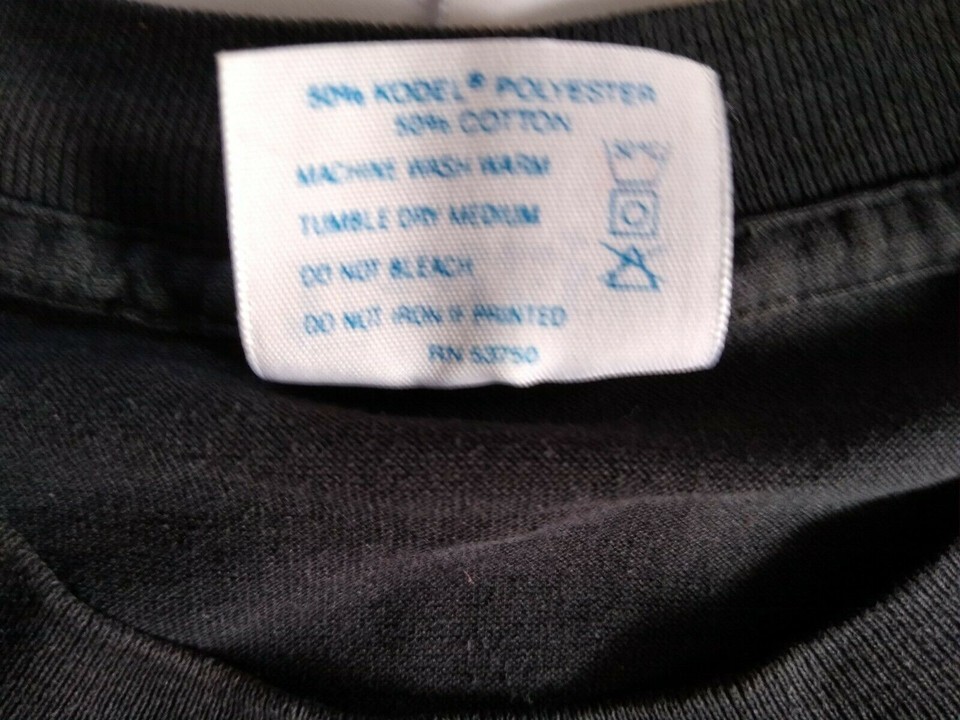 50% KODEL® POLYESTER
50% COTTON
MACHINE WASH WARM
TUMBLE DRY MEDIUM
DO NOT BLEACH
DO NOT IRON IF PRINTED
RN 53750